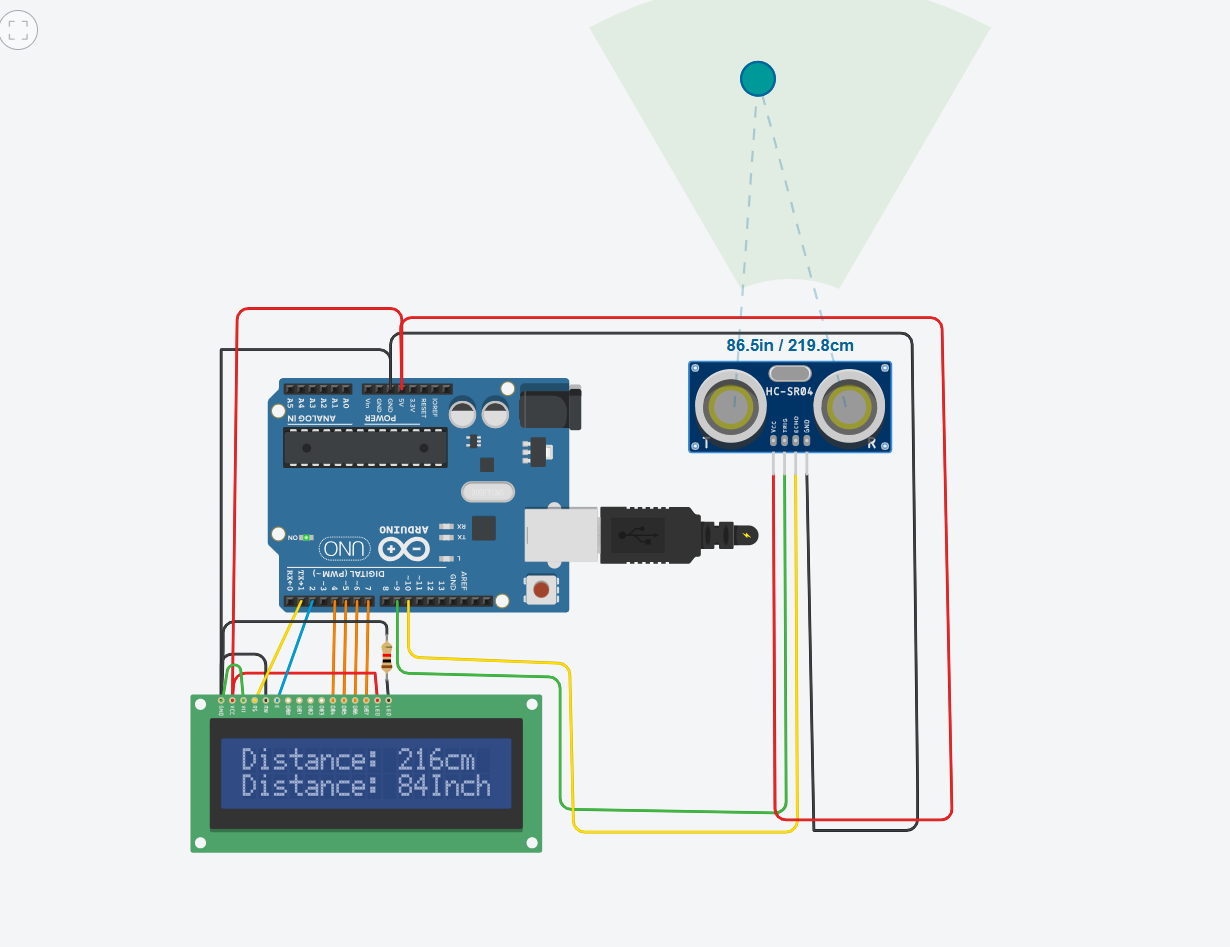 86.5in / 219.8cm
HC-SR04
VCC
TRIG
ECHO
GND
T
R
A5
A4
A3
A2
A1
A0
Vin
GND
GND
5V
3.3V
RESET
IOREF
ANALOG IN
POWER
RX
TX
L
ON
UNO
ARDUINO
DIGITAL (PWM~)
RX←0
TX→1
2
~3
4
~5
~6
7
8
~9
~10
~11
12
13
GND
AREF
GND
VCC
V0
RS
RW
E
DB0
DB1
DB2
DB3
DB4
DB5
DB6
DB7
LED
LED
Distance: 216cm
Distance: 84Inch